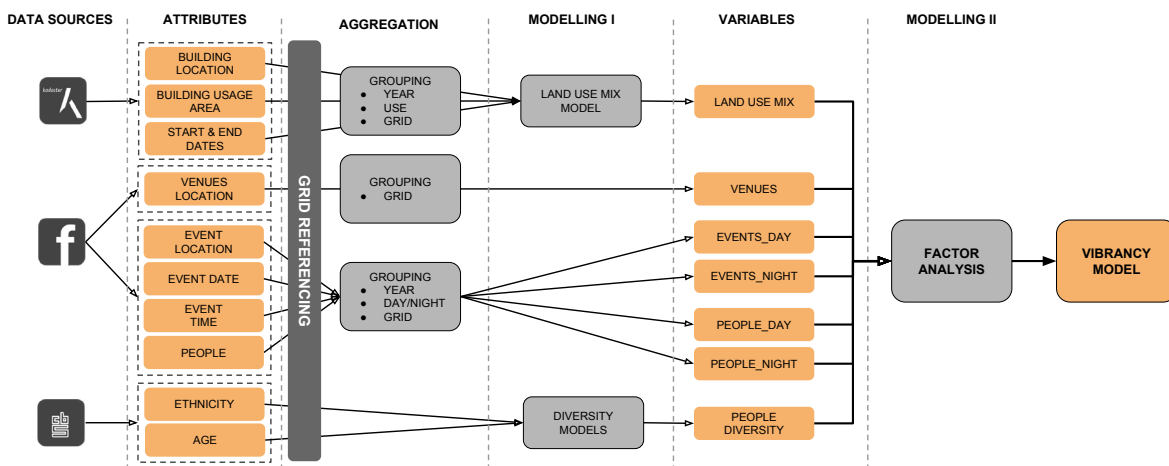 DATA SOURCES
ATTRIBUTES
AGGREGATION
MODELLING I
VARIABLES
MODELLING II
kadaster
BUILDING
LOCATION
BUILDING USAGE
AREA
START & END
DATES
VENUES
LOCATION
EVENT
LOCATION
EVENT DATE
EVENT
TIME
PEOPLE
ETHNICITY
AGE
GRID REFERENCING
GROUPING
● YEAR
● USE
● GRID
GROUPING
● GRID
GROUPING
● YEAR
● DAY/NIGHT
● GRID
LAND USE MIX
MODEL
DIVERSITY
MODELS
LAND USE MIX
VENUES
EVENTS_DAY
EVENTS_NIGHT
PEOPLE_DAY
PEOPLE_NIGHT
PEOPLE
DIVERSITY
FACTOR
ANALYSIS
VIBRANCY
MODEL
f
cbs